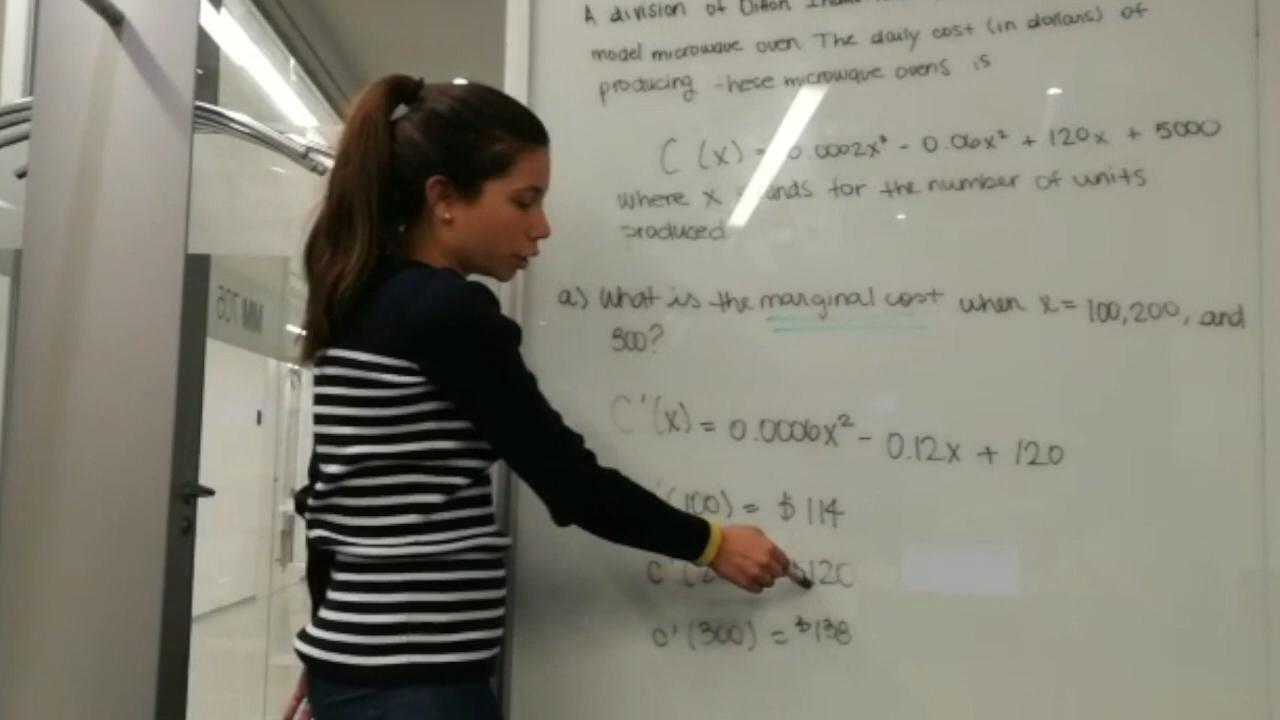 A division of
model microwave oven The daily cost (in dollars) of
producing these microwave ovens is
C (x) = 0.0002x³ - 0.06x² + 120x + 5000
where x stands for the number of units
produced
a) What is the marginal cost when x = 100, 200, and
300?
C'(x) = 0.0006x² - 0.12x + 120
'(100) = $114
C'(2 $120
C'(300) = $138